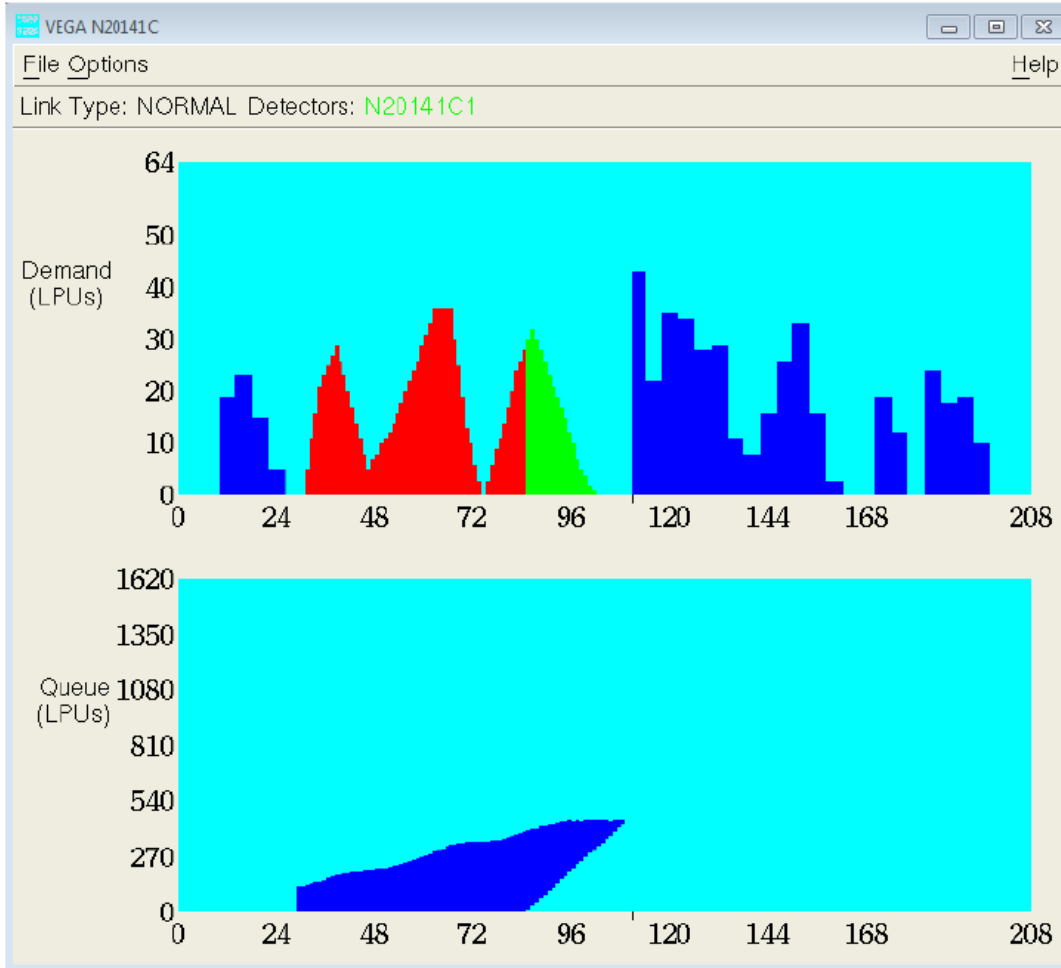 VEGA N20141C
File Options Help
Link Type: NORMAL Detectors: N20141C1
64
50
Demand
(LPUs)
40
30
20
10
0
0 24 48 72 96 120 144 168 208
1620
1350
Queue
(LPUs)
1080
810
540
270
0
0 24 48 72 96 120 144 168 208